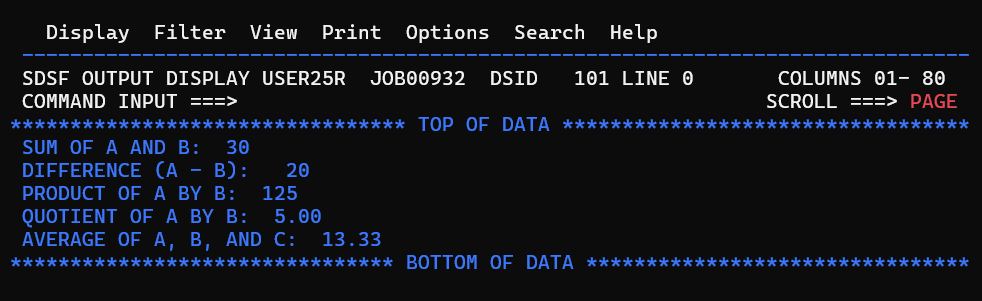 Display  Filter  View  Print  Options  Search  Help
--------------------------------------------------------------------------------
SDSF OUTPUT DISPLAY USER25R  JOB00932  DSID   101 LINE 0       COLUMNS 01- 80
COMMAND INPUT ===>                                            SCROLL ===> PAGE
********************************* TOP OF DATA **********************************
SUM OF A AND B:  30
DIFFERENCE (A - B):   20
PRODUCT OF A BY B:  125
QUOTIENT OF A BY B:  5.00
AVERAGE OF A, B, AND C:  13.33
******************************** BOTTOM OF DATA ********************************